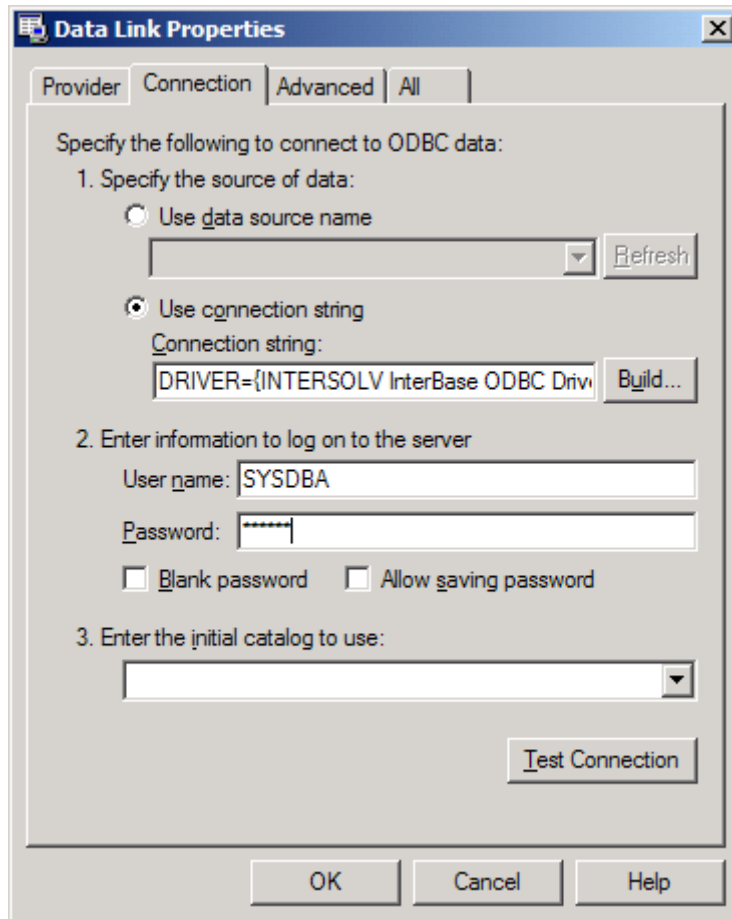 Data Link Properties
Provider Connection Advanced All
Specify the following to connect to ODBC data:
1. Specify the source of data:
Use data source name
Refresh
Use connection string
Connection string:
DRIVER={INTERSOLV InterBase ODBC Drive Build...
2. Enter information to log on to the server
User name: SYSDBA
Password: ******
Blank password Allow saving password
3. Enter the initial catalog to use:
Test Connection
OK Cancel Help